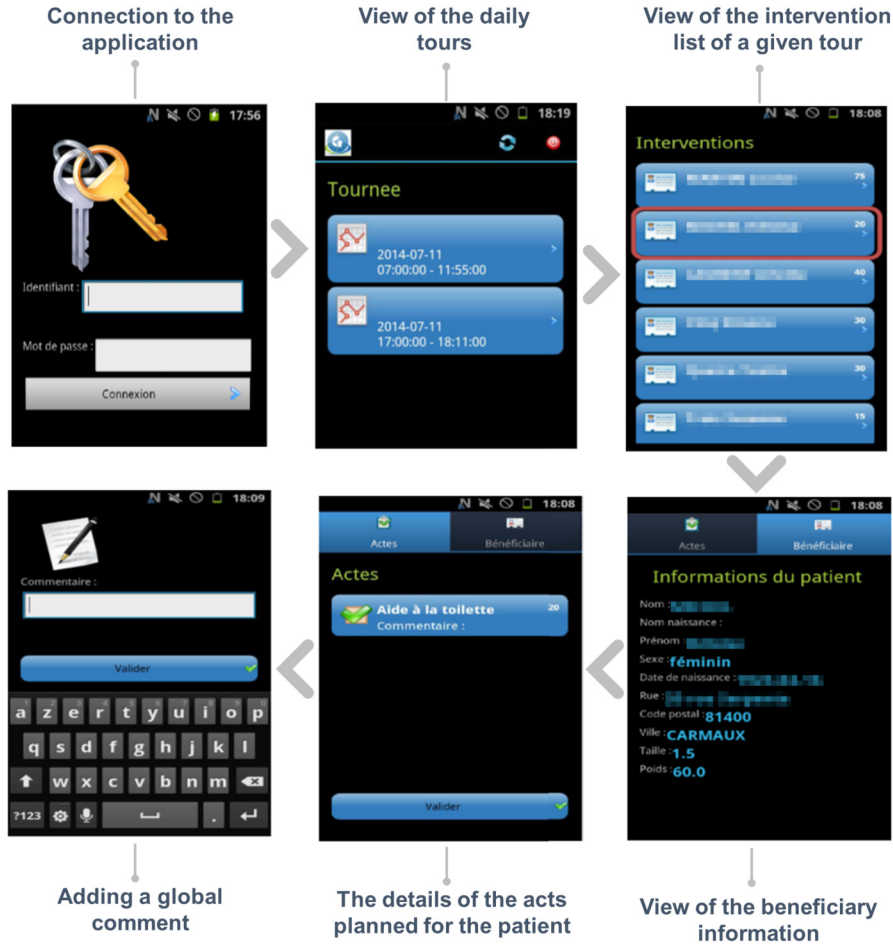 Connection to the
application
View of the daily
tours
View of the intervention
list of a given tour
17:56
Identifiant :
Mot de passe :
Connexion
18:19
Tournee
2014-07-11
07:00:00 - 11:55:00
2014-07-11
17:00:00 - 18:11:00
18:08
Interventions
75
20
40
30
30
15
18:09
Commentaire :
Valider
a z e r t y u i o p
q s d f g h j k l
w x c v b n m
?123 .
18:08
Actes Bénéficiaire
Actes
Aide à la toilette 20
Commentaire :
Valider
18:08
Actes Bénéficiaire
Informations du patient
Nom :
Nom naissance :
Prénom :
Sexe : féminin
Date de naissance :
Rue :
Code postal : 81400
Ville : CARMAUX
Taille : 1.5
Poids : 60.0
Adding a global
comment
The details of the acts
planned for the patient
View of the beneficiary
information